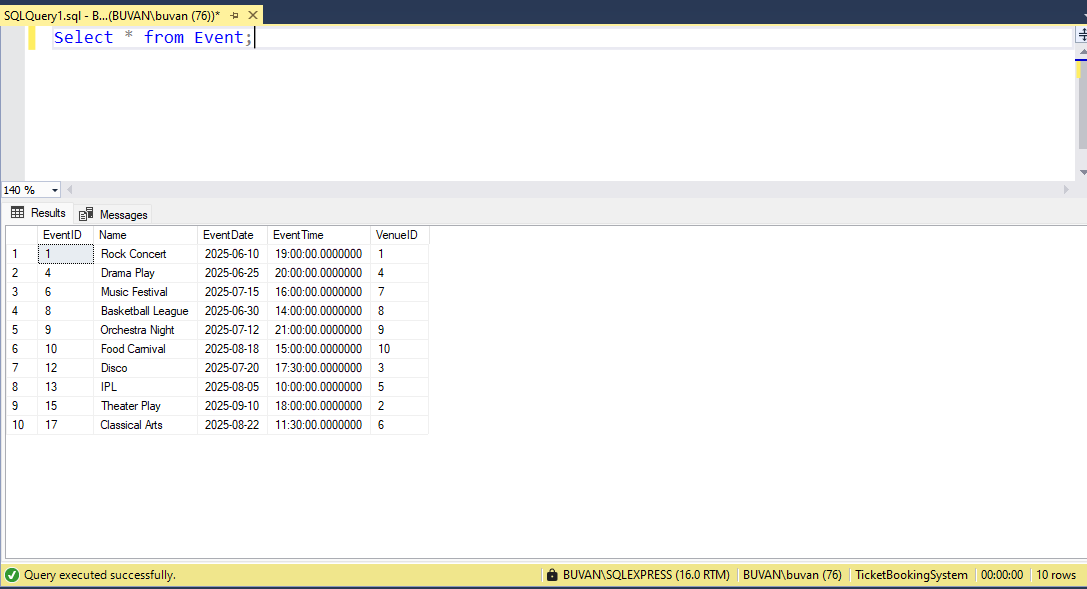 SQLQuery1.sql - B...(BUVAN\buvan (76))*
Select * from Event;
140 %
Results Messages
EventID Name EventDate EventTime VenueID
1 1 Rock Concert 2025-06-10 19:00:00.0000000 1
2 4 Drama Play 2025-06-25 20:00:00.0000000 4
3 6 Music Festival 2025-07-15 16:00:00.0000000 7
4 8 Basketball League 2025-06-30 14:00:00.0000000 8
5 9 Orchestra Night 2025-07-12 21:00:00.0000000 9
6 10 Food Carnival 2025-08-18 15:00:00.0000000 10
7 12 Disco 2025-07-20 17:30:00.0000000 3
8 13 IPL 2025-08-05 10:00:00.0000000 5
9 15 Theater Play 2025-09-10 18:00:00.0000000 2
10 17 Classical Arts 2025-08-22 11:30:00.0000000 6
Query executed successfully. BUVAN\SQLEXPRESS (16.0 RTM) BUVAN\buvan (76) TicketBookingSystem 00:00:00 10 rows